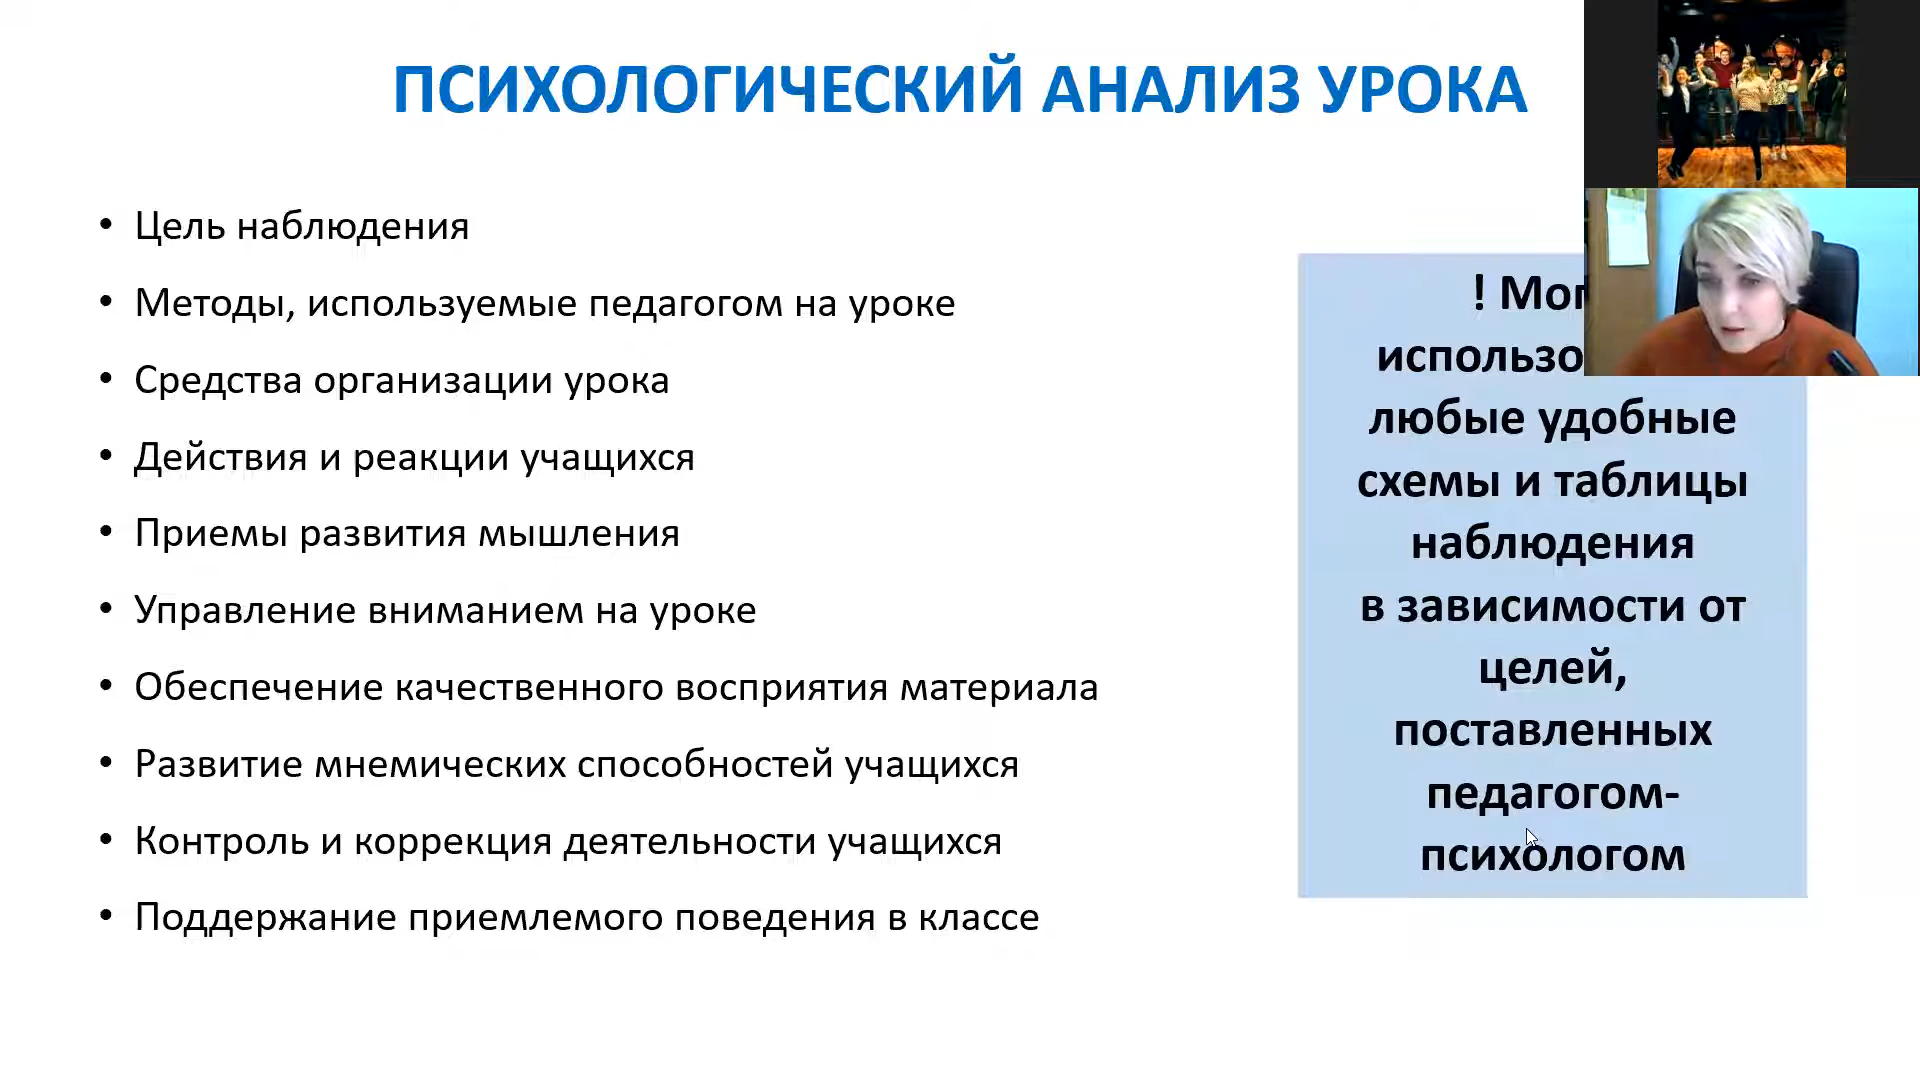 ПСИХОЛОГИЧЕСКИЙ АНАЛИЗ УРОКА
• Цель наблюдения
• Методы, используемые педагогом на уроке
• Средства организации урока
• Действия и реакции учащихся
• Приемы развития мышления
• Управление вниманием на уроке
• Обеспечение качественного восприятия материала
• Развитие мнемических способностей учащихся
• Контроль и коррекция деятельности учащихся
• Поддержание приемлемого поведения в классе
!
любые удобные
схемы и таблицы
наблюдения
в зависимости от
целей,
поставленных
педагогом-
психологом